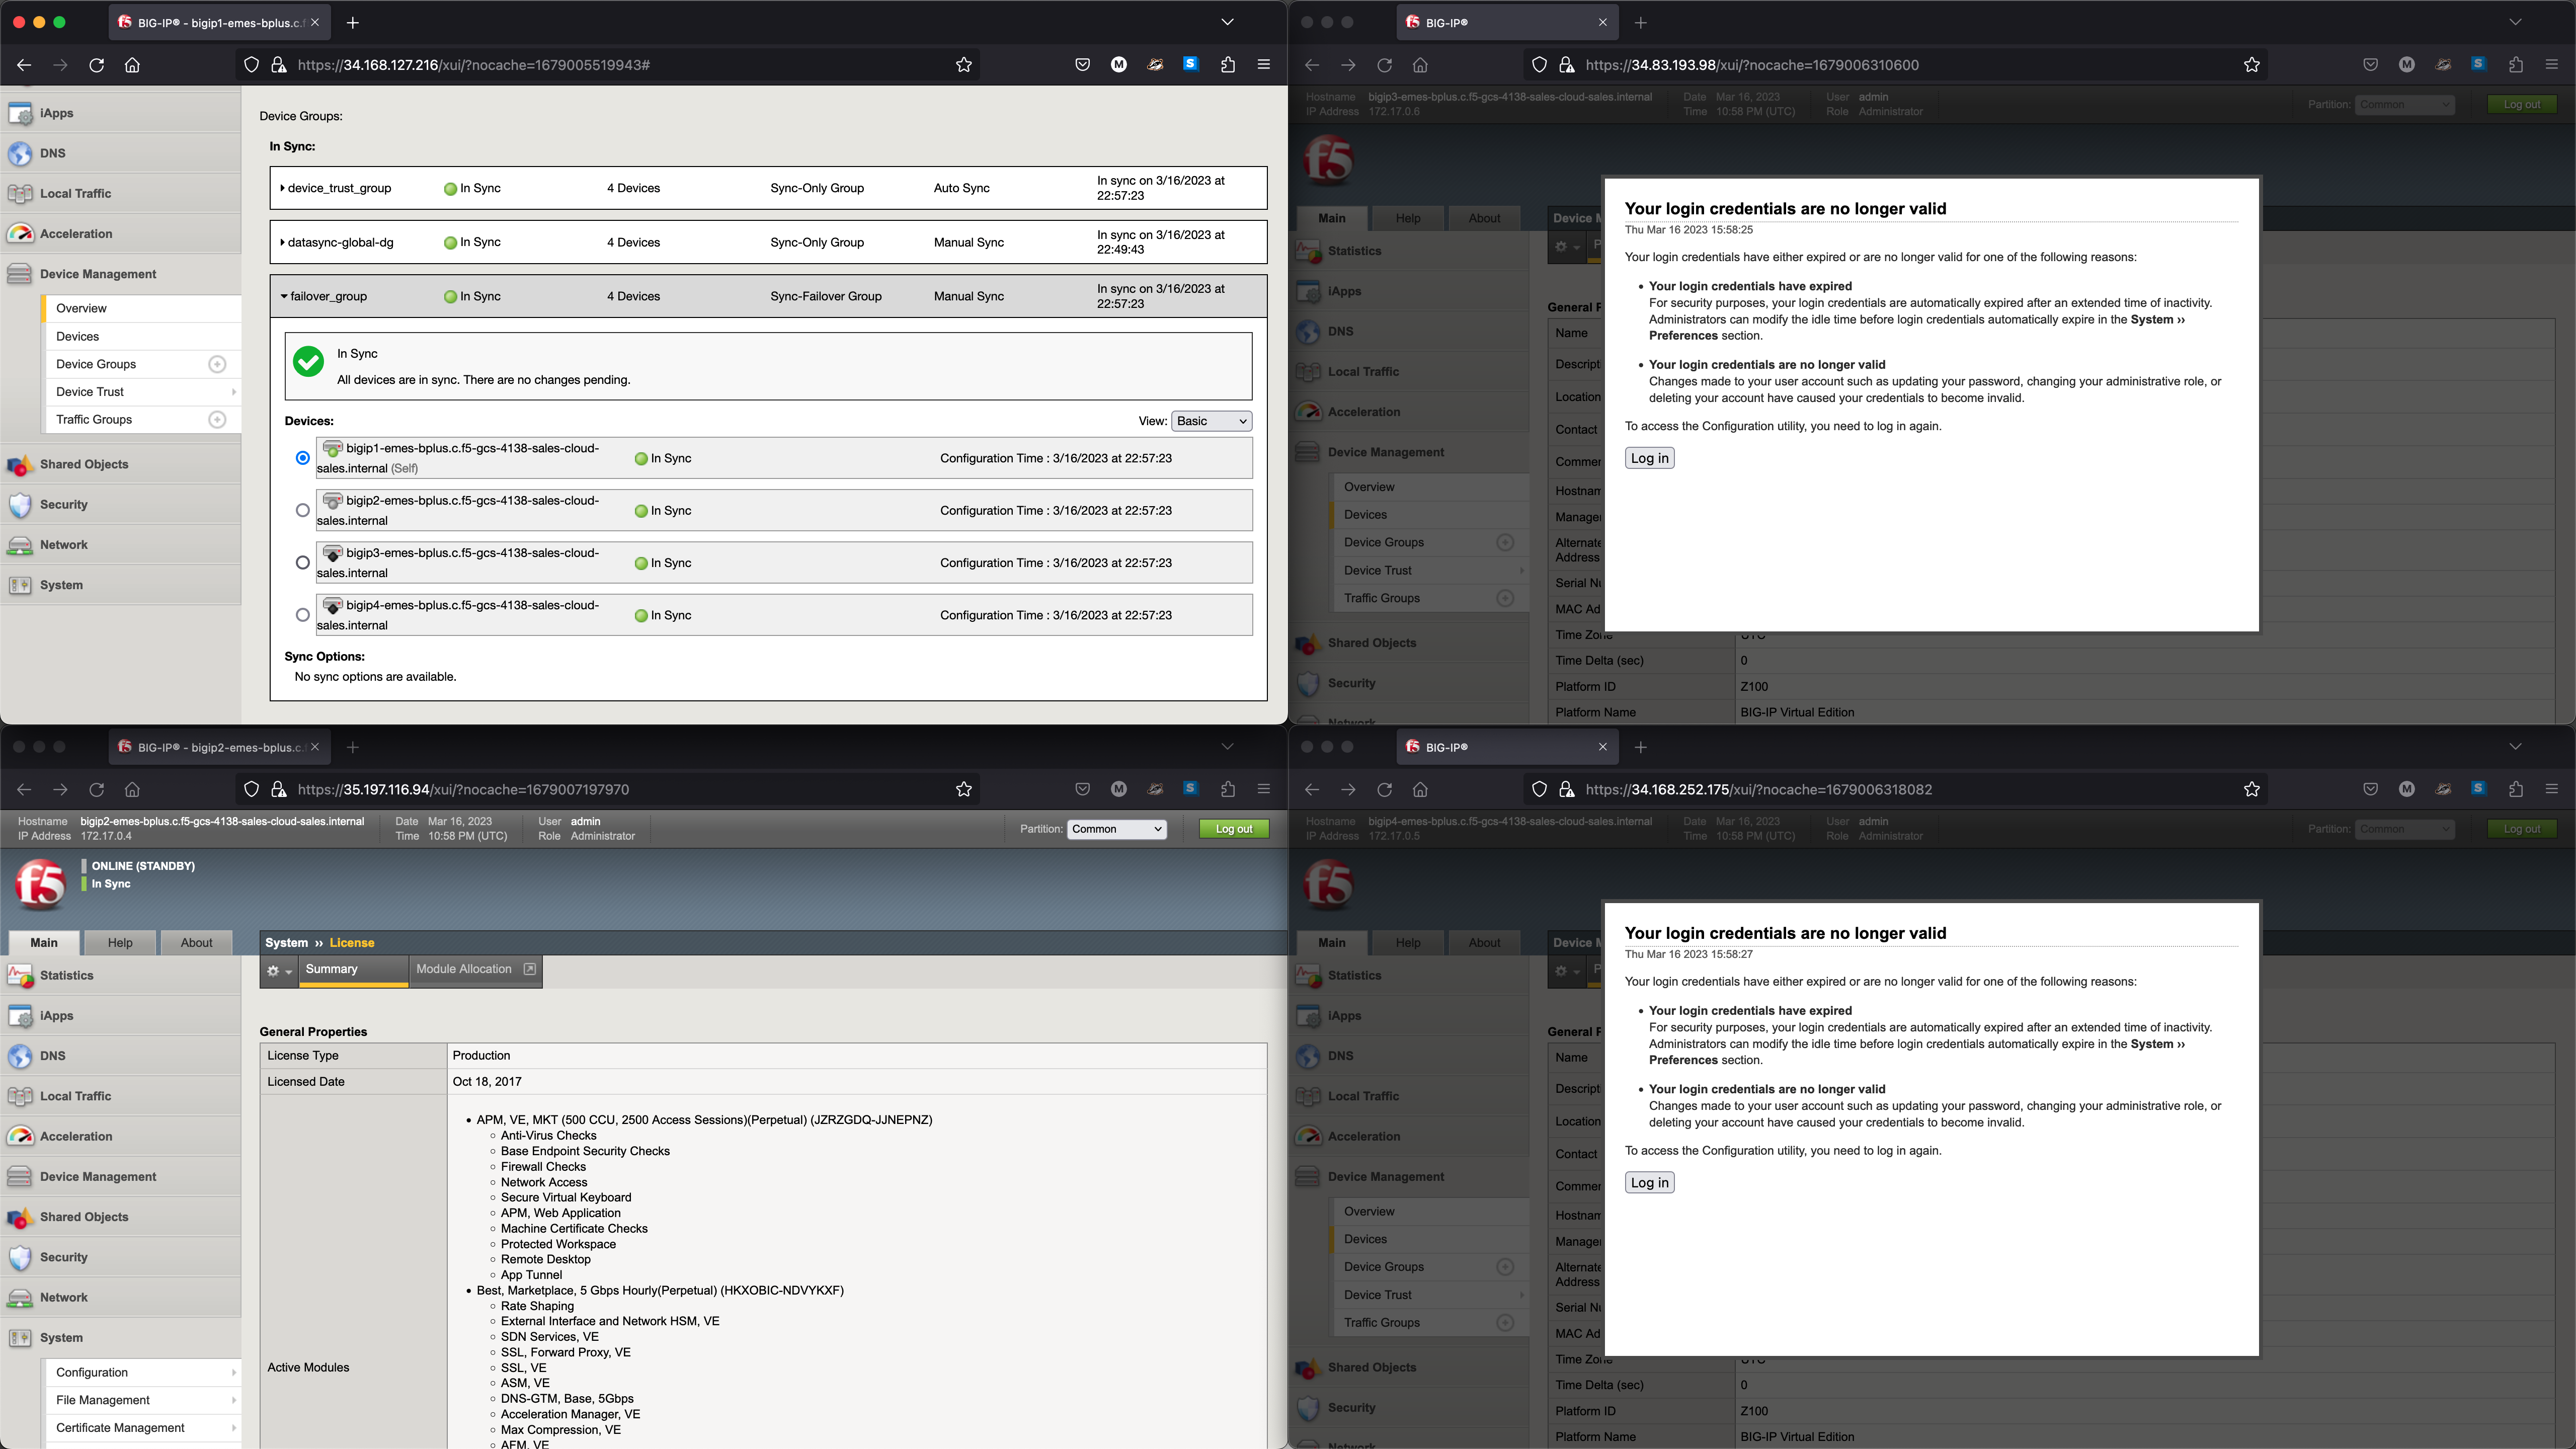 BIG-IP® - bigip1-emes-bplus.c.f
https://34.168.127.216/xui/?nocache=1679005519943#
iApps
DNS
Local Traffic
Acceleration
Device Management
Overview
Devices
Device Groups
Device Trust
Traffic Groups
Shared Objects
Security
Network
System
Device Groups:
In Sync:
device_trust_group In Sync 4 Devices Sync-Only Group Auto Sync In sync on 3/16/2023 at 22:57:23
datasync-global-dg In Sync 4 Devices Sync-Only Group Manual Sync In sync on 3/16/2023 at 22:49:43
failover_group In Sync 4 Devices Sync-Failover Group Manual Sync In sync on 3/16/2023 at 22:57:23
In Sync
All devices are in sync. There are no changes pending.
Devices: View: Basic
bigip1-emes-bplus.c.f5-gcs-4138-sales-cloud-
sales.internal (Self) In Sync Configuration Time : 3/16/2023 at 22:57:23
bigip2-emes-bplus.c.f5-gcs-4138-sales-cloud-
sales.internal In Sync Configuration Time : 3/16/2023 at 22:57:23
bigip3-emes-bplus.c.f5-gcs-4138-sales-cloud-
sales.internal In Sync Configuration Time : 3/16/2023 at 22:57:23
bigip4-emes-bplus.c.f5-gcs-4138-sales-cloud-
sales.internal In Sync Configuration Time : 3/16/2023 at 22:57:23
Sync Options:
No sync options are available.
BIG-IP®
https://34.83.193.98/xui/?nocache=1679006310600
Hostname bigip3-emes-bplus.c.f5-gcs-4138-sales-cloud-sales.internal Date Mar 16, 2023 User admin
IP Address 172.17.0.6 Time 10:58 PM (UTC) Role Administrator
Partition: Common Log out
f5
Main Help About
Device M
Statistics
iApps
DNS
Local Traffic
Acceleration
Device Management
Overview
Devices
Device Groups
Device Trust
Traffic Groups
Shared Objects
Security
Network
General P
Name
Descript
Location
Contact
Commer
Hostnam
Manager
Alternate
Address
Serial Nu
MAC Ad
Time Zone UTC
Time Delta (sec) 0
Platform ID Z100
Platform Name BIG-IP Virtual Edition
Your login credentials are no longer valid
Thu Mar 16 2023 15:58:25
Your login credentials have either expired or are no longer valid for one of the following reasons:
• Your login credentials have expired
For security purposes, your login credentials are automatically expired after an extended time of inactivity.
Administrators can modify the idle time before login credentials automatically expire in the System ››
Preferences section.
• Your login credentials are no longer valid
Changes made to your user account such as updating your password, changing your administrative role, or
deleting your account have caused your credentials to become invalid.
To access the Configuration utility, you need to log in again.
Log in
BIG-IP® - bigip2-emes-bplus.c.f
https://35.197.116.94/xui/?nocache=1679007197970
Hostname bigip2-emes-bplus.c.f5-gcs-4138-sales-cloud-sales.internal Date Mar 16, 2023 User admin
IP Address 172.17.0.4 Time 10:58 PM (UTC) Role Administrator
Partition: Common Log out
f5
ONLINE (STANDBY)
In Sync
Main Help About
System ›› License
Summary Module Allocation
Statistics
iApps
DNS
Local Traffic
Acceleration
Device Management
Shared Objects
Security
Network
System
Configuration
File Management
Certificate Management
General Properties
License Type Production
Licensed Date Oct 18, 2017
Active Modules
• APM, VE, MKT (500 CCU, 2500 Access Sessions)(Perpetual) (JZRZGDQ-JJNEPNZ)
Anti-Virus Checks
Base Endpoint Security Checks
Firewall Checks
Network Access
Secure Virtual Keyboard
APM, Web Application
Machine Certificate Checks
Protected Workspace
Remote Desktop
App Tunnel
• Best, Marketplace, 5 Gbps Hourly(Perpetual) (HKXOBIC-NDVYKXF)
Rate Shaping
External Interface and Network HSM, VE
SDN Services, VE
SSL, Forward Proxy, VE
SSL, VE
ASM, VE
DNS-GTM, Base, 5Gbps
Acceleration Manager, VE
Max Compression, VE
AFM, VE
BIG-IP®
https://34.168.252.175/xui/?nocache=1679006318082
Hostname bigip4-emes-bplus.c.f5-gcs-4138-sales-cloud-sales.internal Date Mar 16, 2023 User admin
IP Address 172.17.0.5 Time 10:58 PM (UTC) Role Administrator
Partition: Common Log out
f5
Main Help About
Device M
Statistics
iApps
DNS
Local Traffic
Acceleration
Device Management
Overview
Devices
Device Groups
Device Trust
Traffic Groups
Shared Objects
Security
Network
General P
Name
Descript
Location
Contact
Commer
Hostnam
Manager
Alternate
Address
Serial Nu
MAC Ad
Time Zone UTC
Time Delta (sec) 0
Platform ID Z100
Platform Name BIG-IP Virtual Edition
Your login credentials are no longer valid
Thu Mar 16 2023 15:58:27
Your login credentials have either expired or are no longer valid for one of the following reasons:
• Your login credentials have expired
For security purposes, your login credentials are automatically expired after an extended time of inactivity.
Administrators can modify the idle time before login credentials automatically expire in the System ››
Preferences section.
• Your login credentials are no longer valid
Changes made to your user account such as updating your password, changing your administrative role, or
deleting your account have caused your credentials to become invalid.
To access the Configuration utility, you need to log in again.
Log in